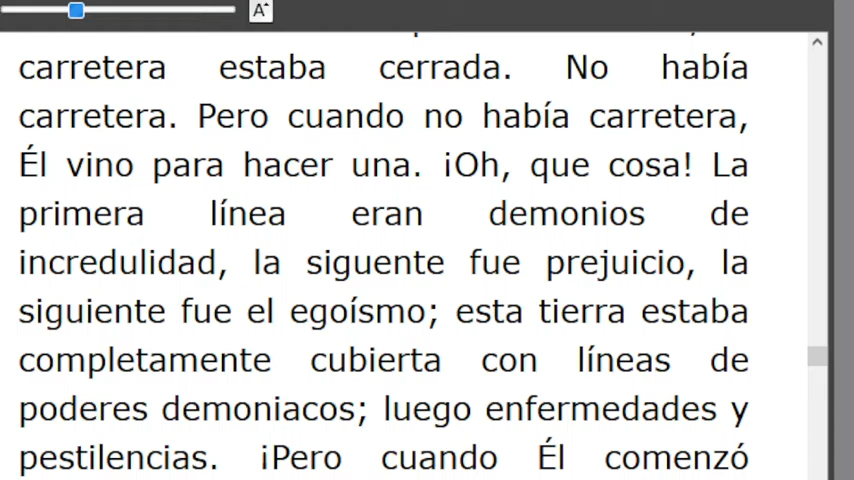 A
carretera estaba cerrada. No había
carretera. Pero cuando no había carretera,
Él vino para hacer una. ¡Oh, que cosa! La
primera línea eran demonios de
incredulidad, la siguente fue prejuicio, la
siguiente fue el egoísmo; esta tierra estaba
completamente cubierta con líneas de
poderes demoniacos; luego enfermedades y
pestilencias. ¡Pero cuando Él comenzó